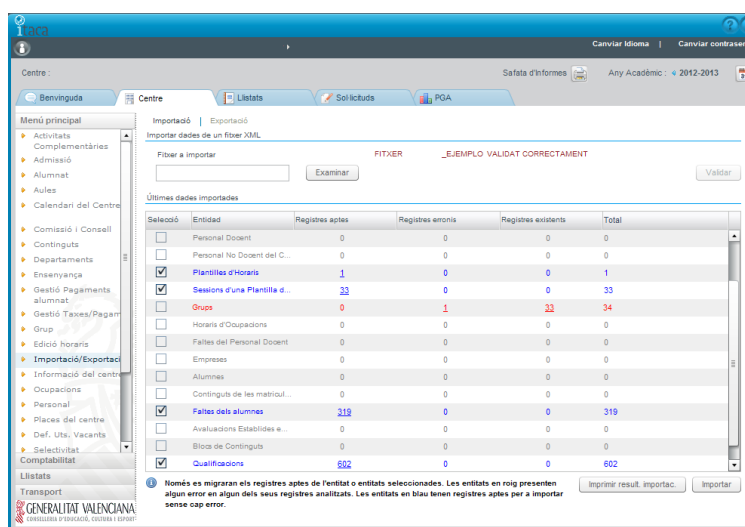 itaca
Canviar Idioma | Canviar contraser
Centre :
Safata d'Informes
Any Acadèmic : 2012-2013
Benvinguda
Centre
Llistats
Sol·licituds
PGA
Menú principal
Activitats
Complementàries
Admissió
Alumnat
Aules
Calendari del Centre
Comissió i Consell
Continguts
Departaments
Ensenyança
Gestió Pagaments
alumnat
Gestió Taxes/Pagam
Grup
Edició horaris
Importació/Exportaci
Informació del centre
Ocupacions
Personal
Places del centre
Def. Uts. Vacants
Selectivitat
Comptabilitat
Llistats
Transport
GENERALITAT VALENCIANA
CONSELLERIA D'EDUCACIÓ, CULTURA I ESPORT
Importació | Exportació
Importar dades de un fitxer XML
Fitxer a importar
FITXER _EJEMPLO VALIDAT CORRECTAMENT
Examinar
Validar
Últimes dades importades
Selecció Entidad Registres aptes Registres erronis Registres existents Total
Personal Docent 0 0 0 0
Personal No Docent del C... 0 0 0 0
Plantilles d'Horaris 1 0 0 1
Sessions d'una Plantilla d... 33 0 0 33
Grups 0 1 33 34
Horaris d'Ocupacions 0 0 0 0
Faltes del Personal Docent 0 0 0 0
Empreses 0 0 0 0
Alumnes 0 0 0 0
Continguts de les matricul... 0 0 0 0
Faltes dels alumnes 319 0 0 319
Avaluacions Establides e... 0 0 0 0
Blocs de Continguts 0 0 0 0
Qualificacions 602 0 0 602
Només es migraran els registres aptes de l'entitat o entitats seleccionades. Les entitats en roig presenten
algun error en algun dels seus registres analitzats. Les entitats en blau tenen registres aptes per a importar
sense cap error.
Imprimir result. importac.
Importar